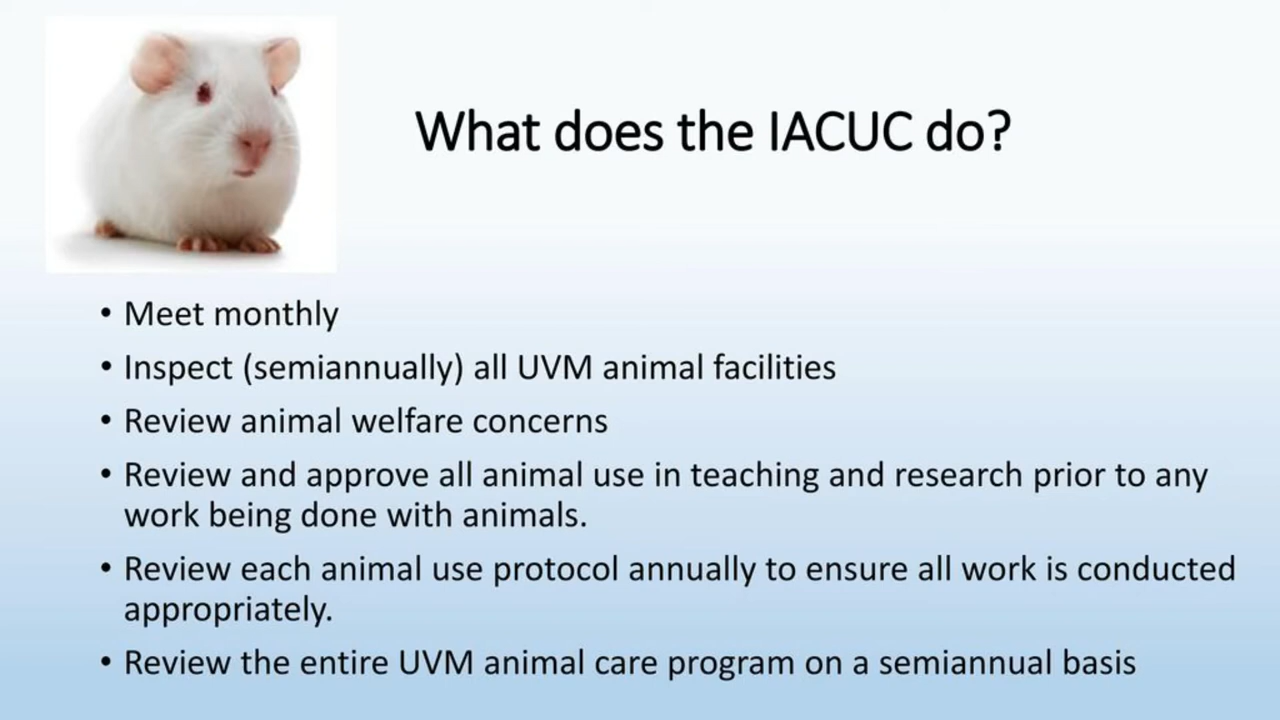 What does the IACUC do?
• Meet monthly
• Inspect (semiannually) all UVM animal facilities
• Review animal welfare concerns
• Review and approve all animal use in teaching and research prior to any
work being done with animals.
• Review each animal use protocol annually to ensure all work is conducted
appropriately.
• Review the entire UVM animal care program on a semiannual basis